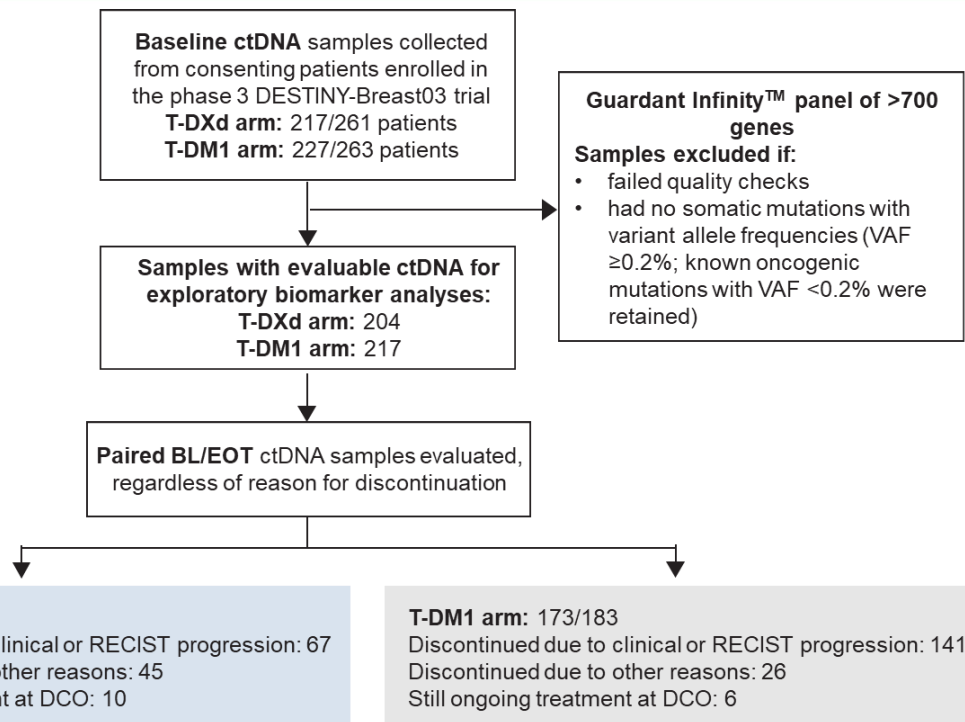 Baseline ctDNA samples collected
from consenting patients enrolled in
the phase 3 DESTINY-Breast03 trial
T-DXd arm: 217/261 patients
T-DM1 arm: 227/263 patients
Guardant Infinity™ panel of >700
genes
Samples excluded if:
• failed quality checks
• had no somatic mutations with
variant allele frequencies (VAF
≥0.2%; known oncogenic
mutations with VAF <0.2% were
retained)
Samples with evaluable ctDNA for
exploratory biomarker analyses:
T-DXd arm: 204
T-DM1 arm: 217
Paired BL/EOT ctDNA samples evaluated,
regardless of reason for discontinuation
linical or RECIST progression: 67
other reasons: 45
t at DCO: 10
T-DM1 arm: 173/183
Discontinued due to clinical or RECIST progression: 141
Discontinued due to other reasons: 26
Still ongoing treatment at DCO: 6